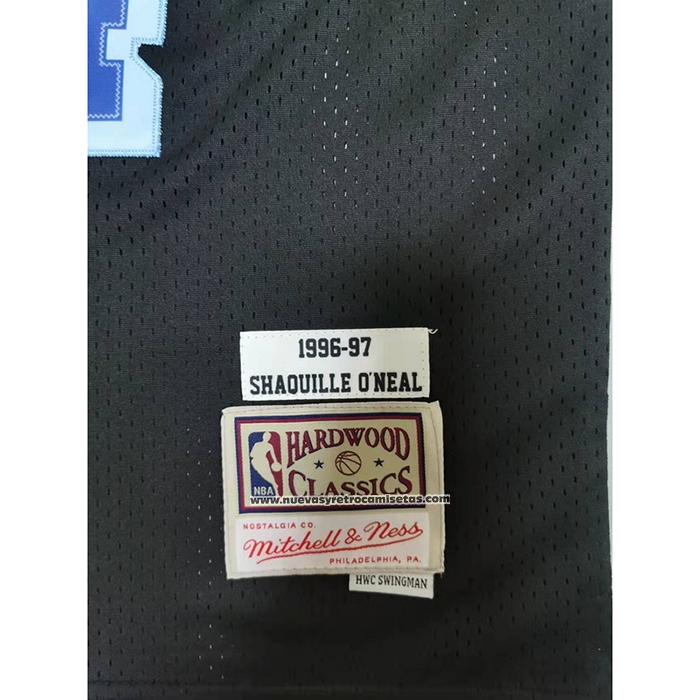 1996-97
SHAQUILLE O'NEAL
HARDWOOD
NBA
CLASSICS
www.nuevasyretrocamisetas.com
NOSTALGIA CO.
Mitchell & Ness
PHILADELPHIA, PA.
HWC SWINGMAN